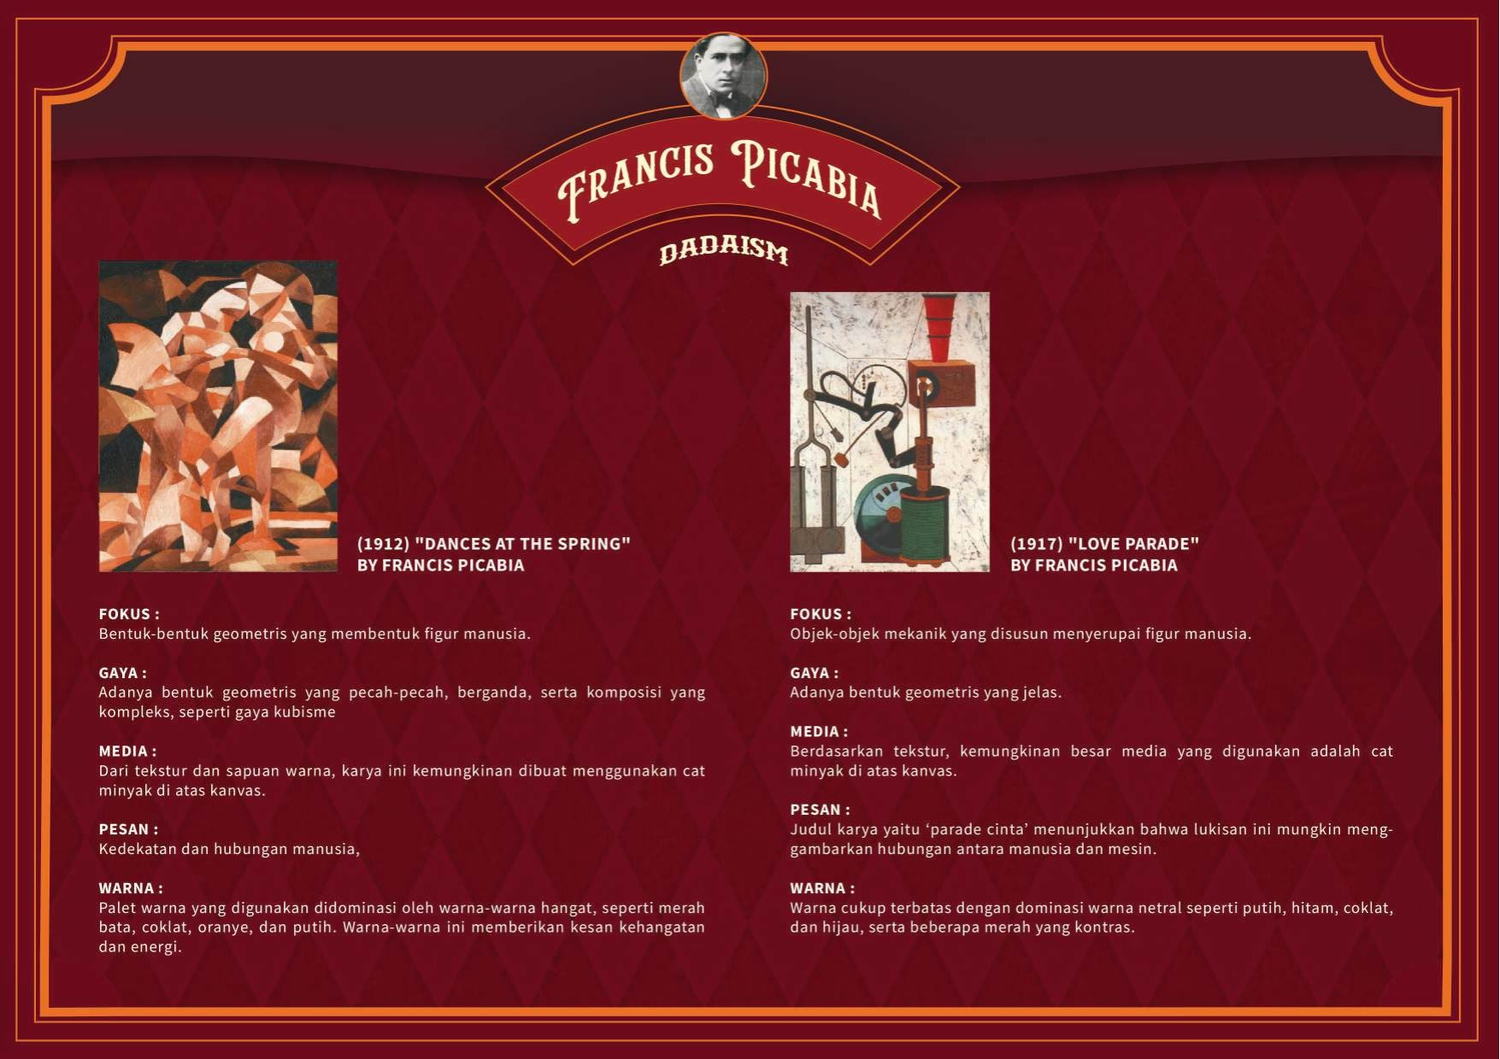 FRANCIS PICABIA
DADAISM
(1912) "DANCES AT THE SPRING"
BY FRANCIS PICABIA
FOKUS :
Bentuk-bentuk geometris yang membentuk figur manusia.
GAYA :
Adanya bentuk geometris yang pecah-pecah, berganda, serta komposisi yang
kompleks, seperti gaya kubisme
MEDIA :
Dari tekstur dan sapuan warna, karya ini kemungkinan dibuat menggunakan cat
minyak di atas kanvas.
PESAN :
Kedekatan dan hubungan manusia,
WARNA :
Palet warna yang digunakan didominasi oleh warna-warna hangat, seperti merah
bata, coklat, oranye, dan putih. Warna-warna ini memberikan kesan kehangatan
dan energi.
(1917) "LOVE PARADE"
BY FRANCIS PICABIA
FOKUS :
Objek-objek mekanik yang disusun menyerupai figur manusia.
GAYA :
Adanya bentuk geometris yang jelas.
MEDIA :
Berdasarkan tekstur, kemungkinan besar media yang digunakan adalah cat
minyak di atas kanvas.
PESAN :
Judul karya yaitu ‘parade cinta’ menunjukkan bahwa lukisan ini mungkin meng-
gambarkan hubungan antara manusia dan mesin.
WARNA :
Warna cukup terbatas dengan dominasi warna netral seperti putih, hitam, coklat,
dan hijau, serta beberapa merah yang kontras.